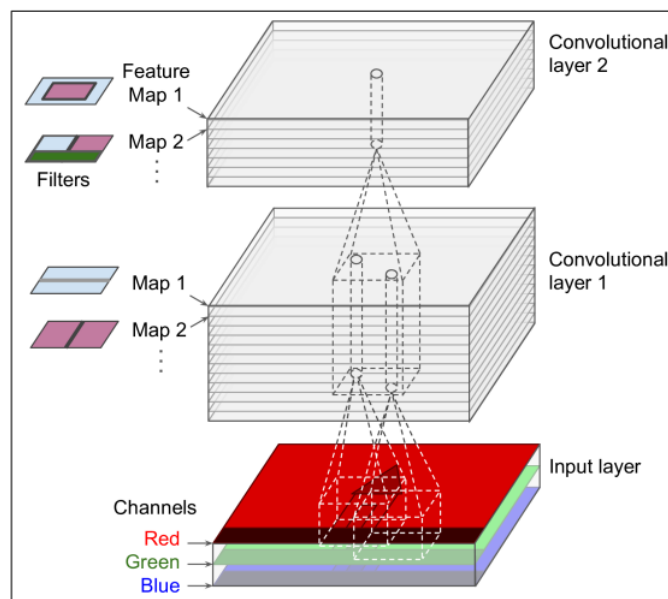 Convolutional
layer 2
Feature
Map 1
Map 2
Filters
Convolutional
layer 1
Map 1
Map 2
Input layer
Channels
Red
Green
Blue